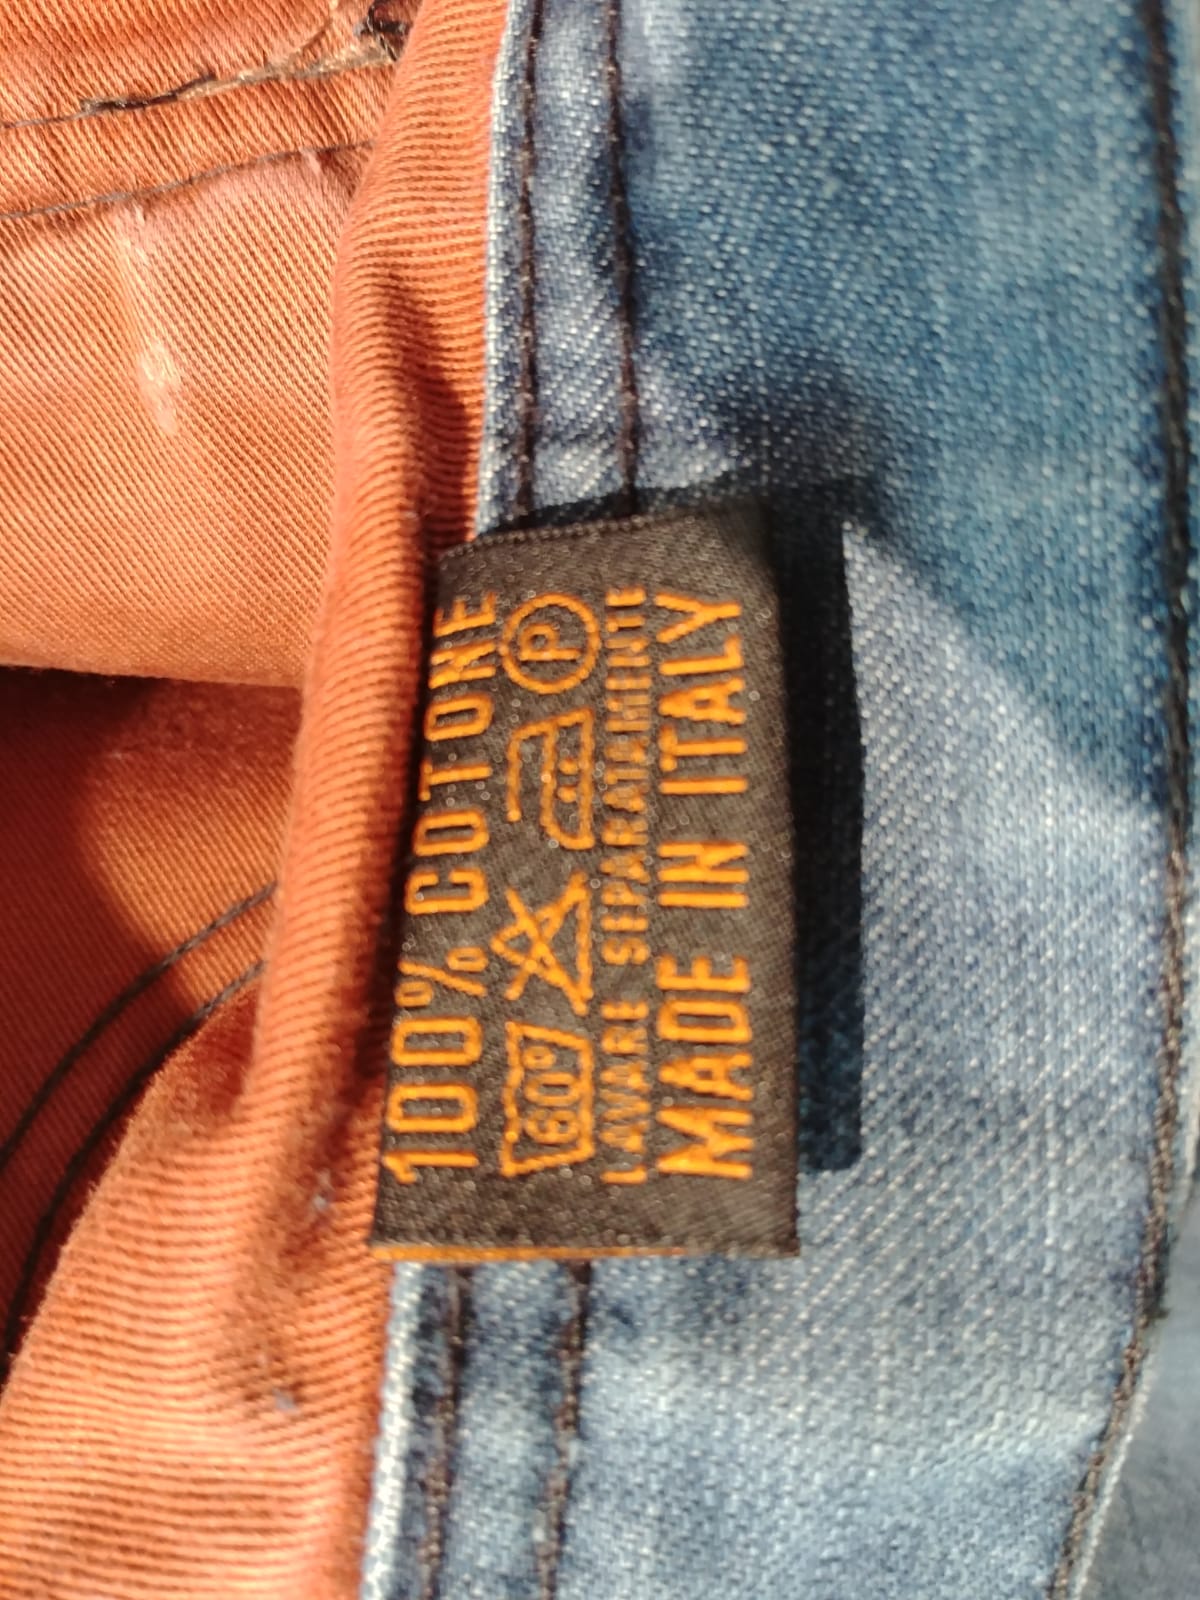 100% COTONE
60° P
LAVARE SEPARATAMENTE
MADE IN ITALY